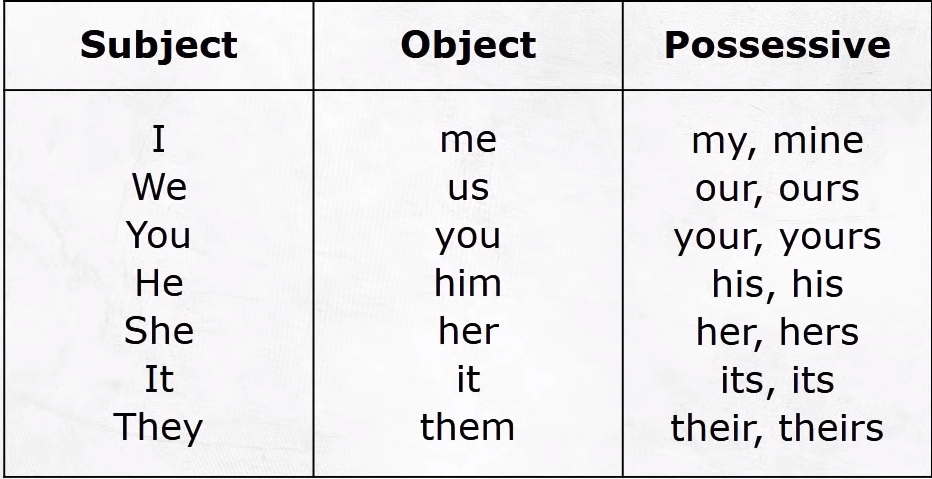 Subject Object Possessive
I me my, mine
We us our, ours
You you your, yours
He him his, his
She her her, hers
It it its, its
They them their, theirs